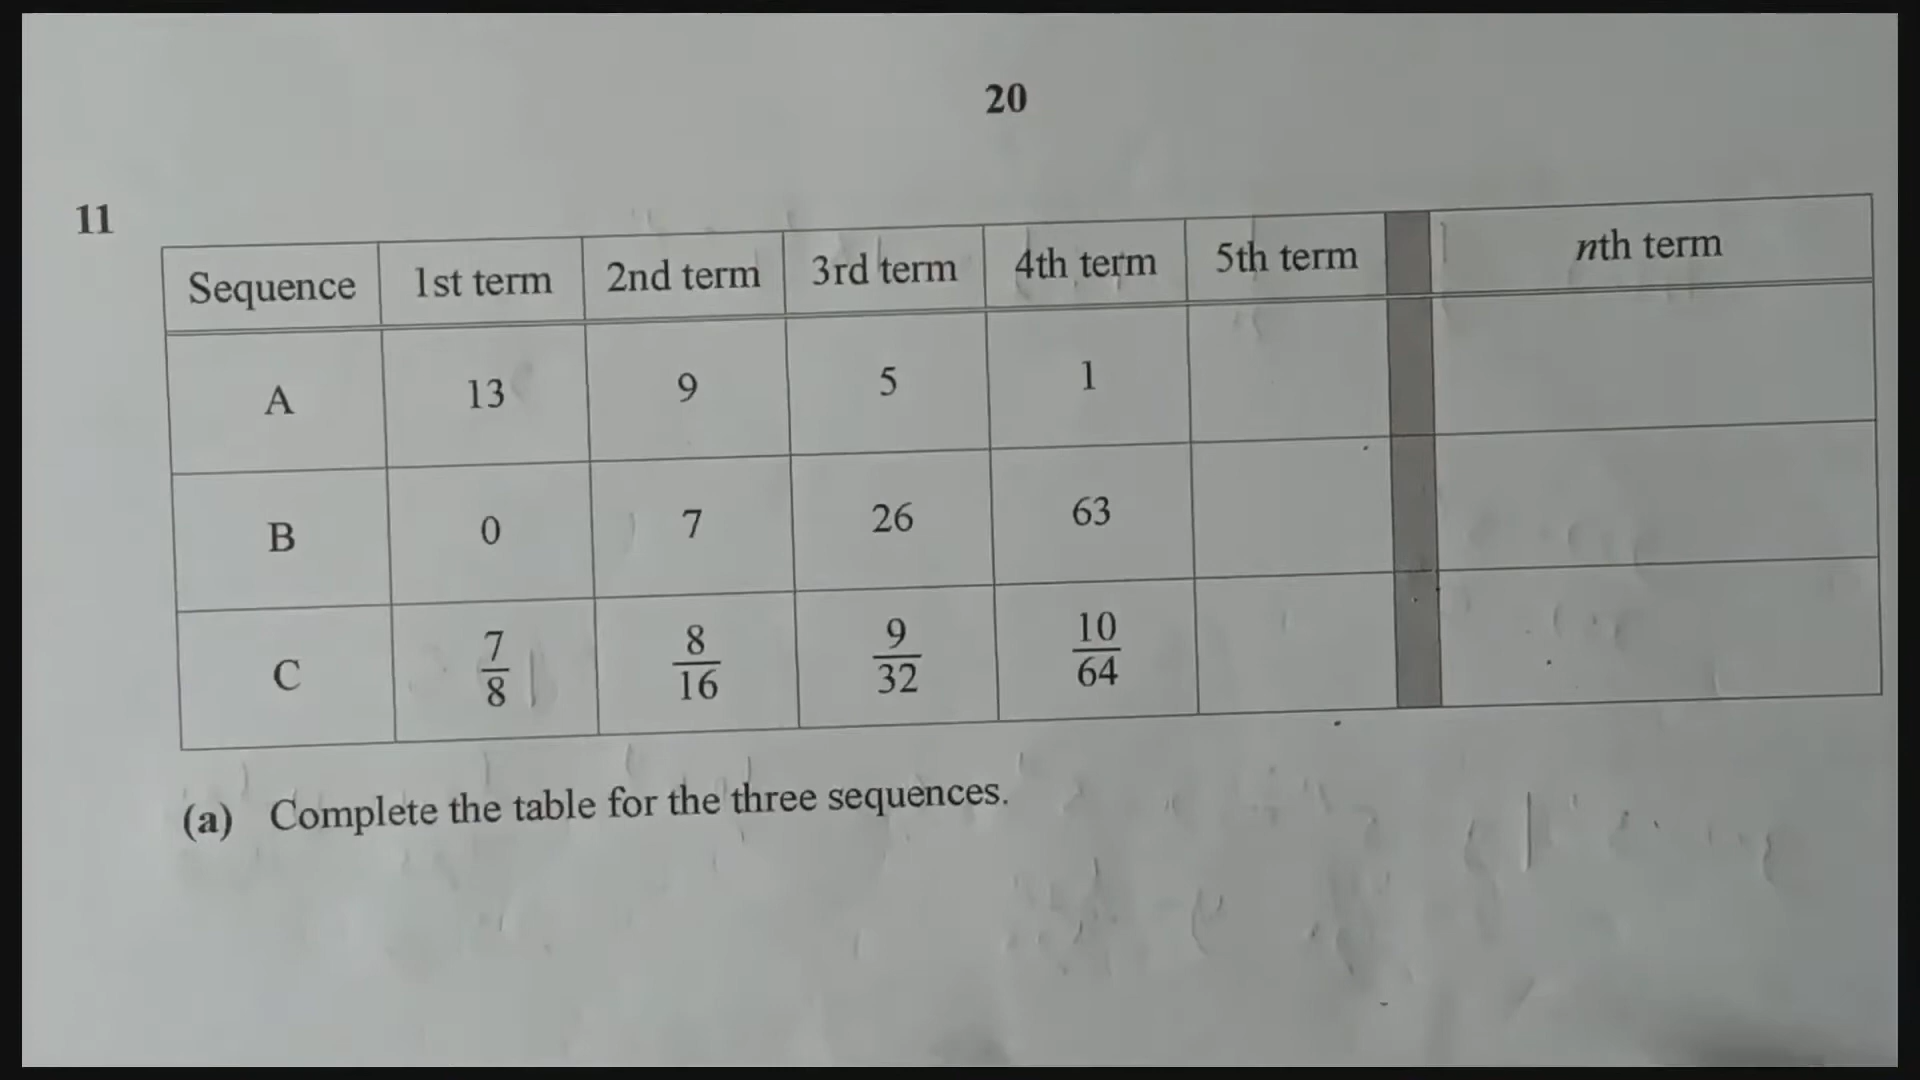 20
11
Sequence 1st term 2nd term 3rd term 4th term 5th term nth term
A 13 9 5 1
B 0 7 26 63
C 7/8 8/16 9/32 10/64
(a) Complete the table for the three sequences.